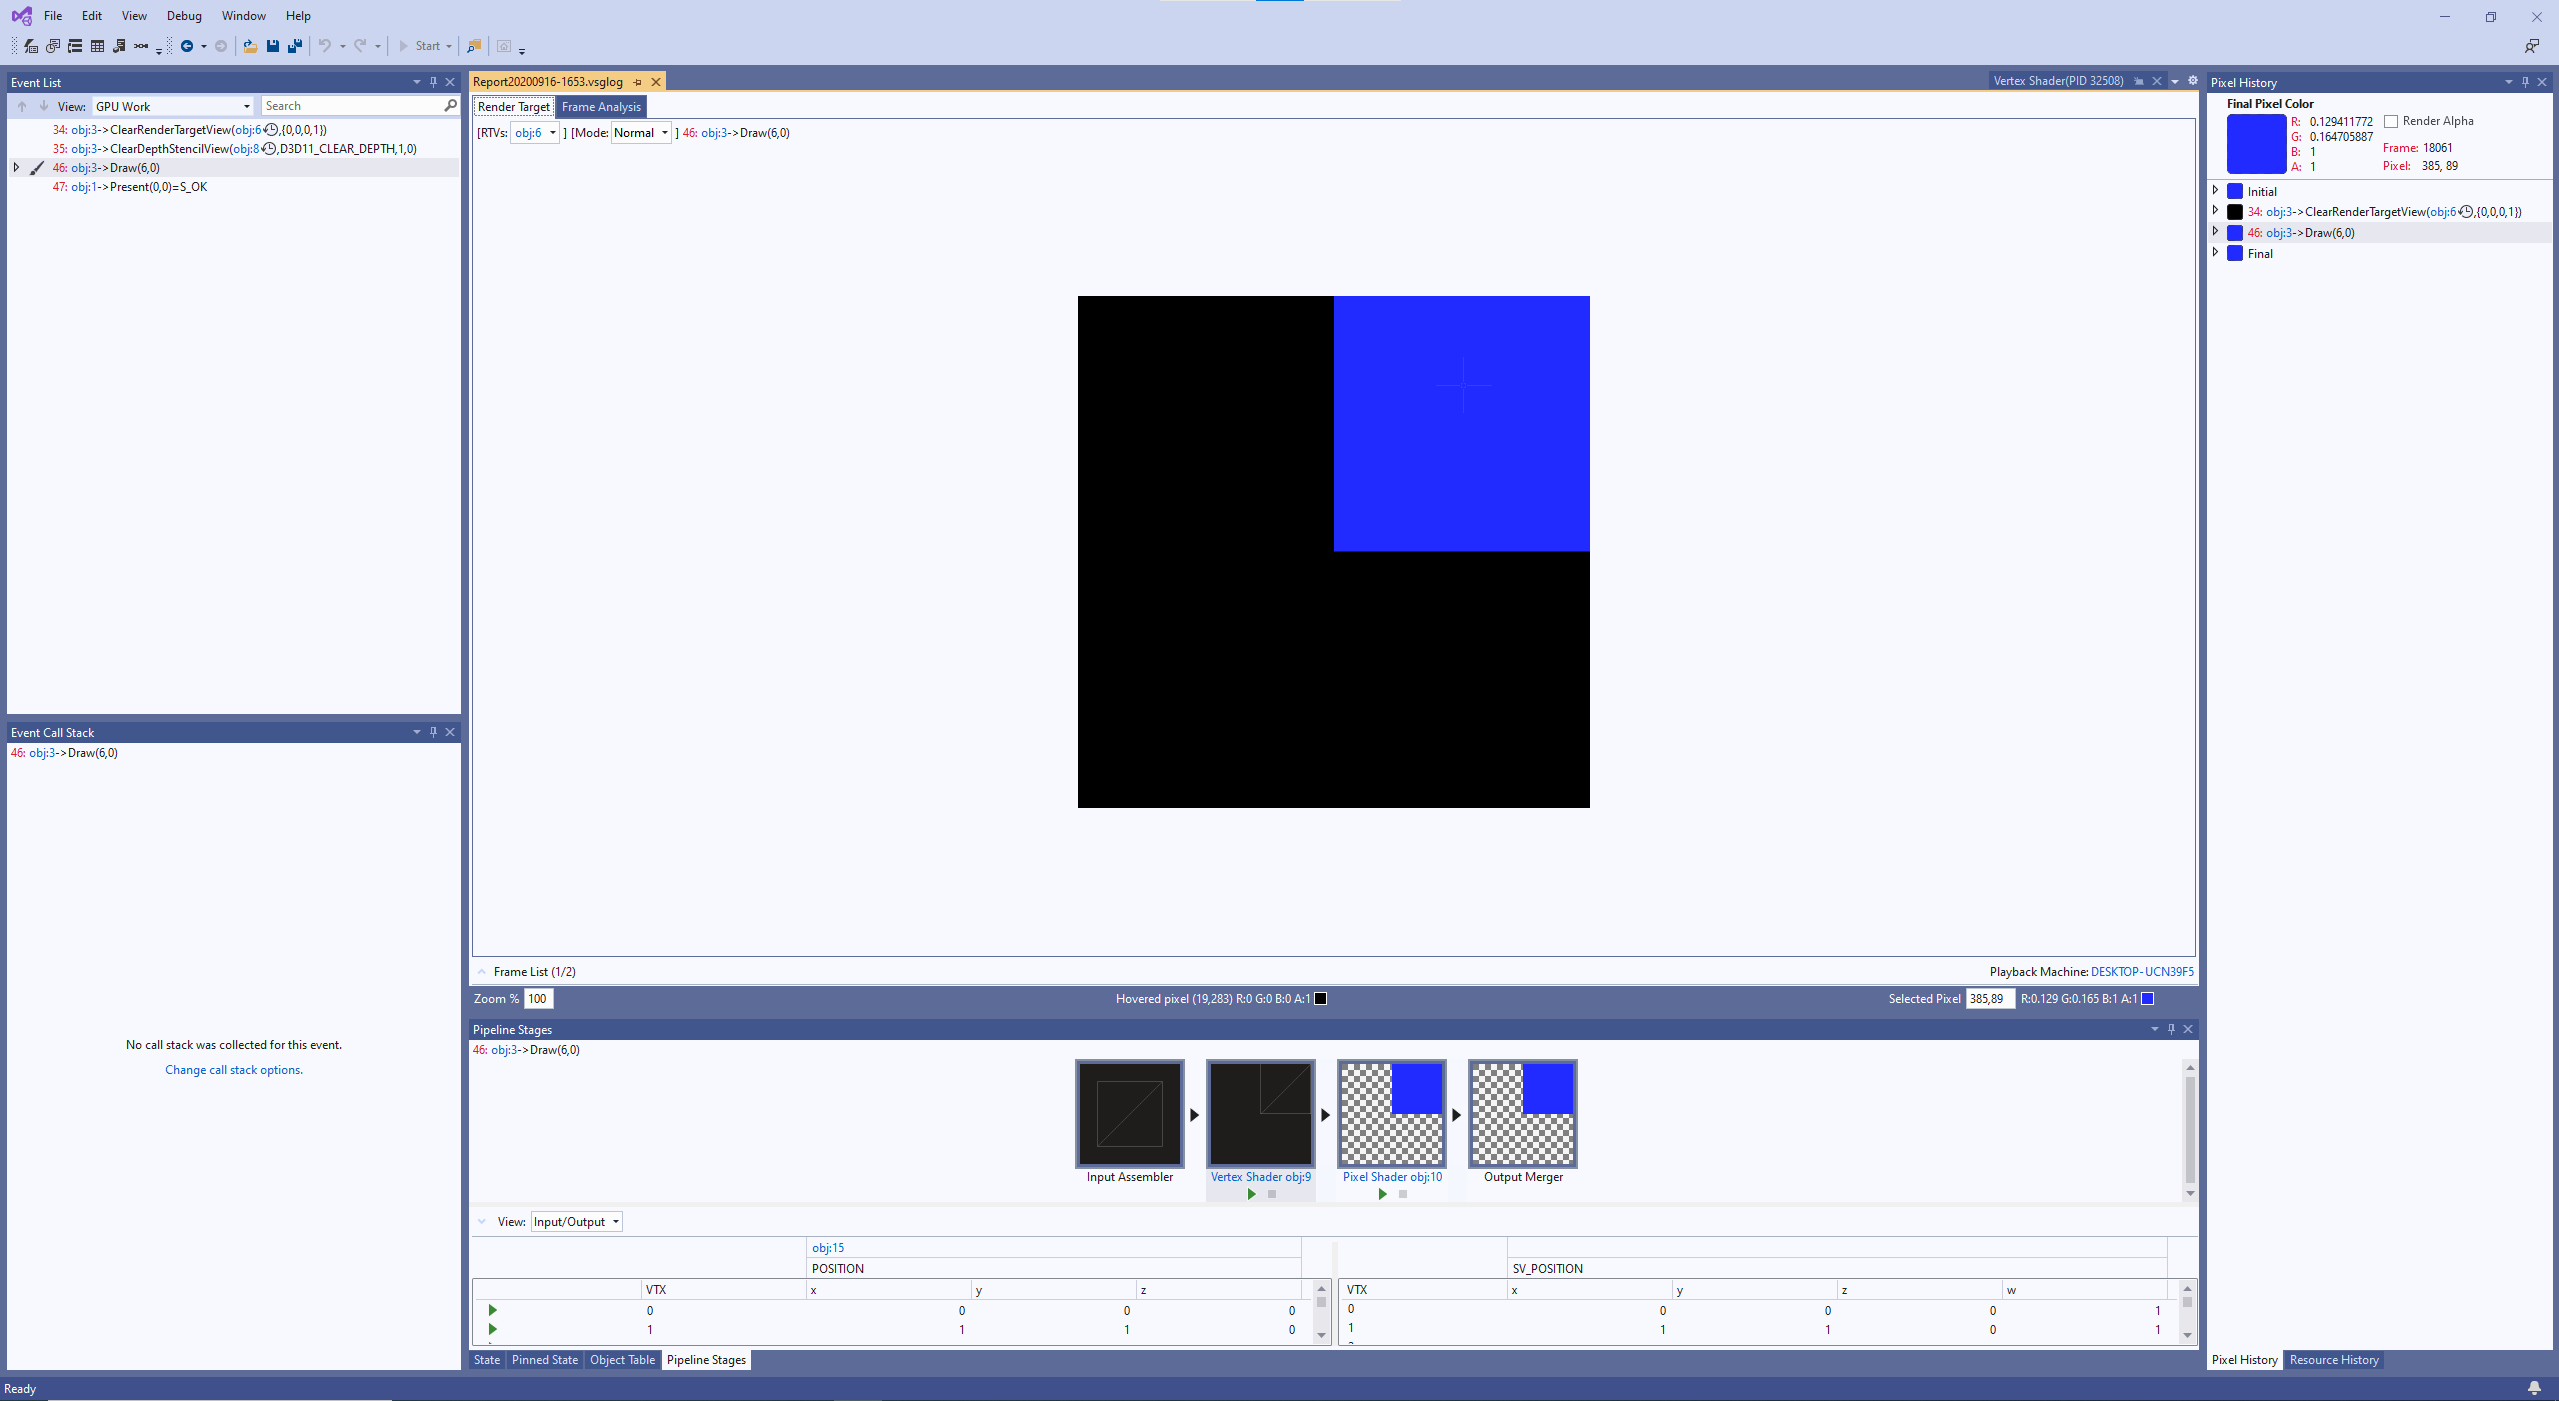 File Edit View Debug Window Help
Start
Event List
View: GPU Work Search
34: obj:3->ClearRenderTargetView(obj:6,{0,0,0,1})
35: obj:3->ClearDepthStencilView(obj:8,D3D11_CLEAR_DEPTH,1,0)
46: obj:3->Draw(6,0)
47: obj:1->Present(0,0)=S_OK
Event Call Stack
46: obj:3->Draw(6,0)
No call stack was collected for this event.
Change call stack options.
Report20200916-1653.vsglog
Vertex Shader(PID 32508)
Render Target Frame Analysis
[RTVs: obj:6 ] [Mode: Normal ] 46: obj:3->Draw(6,0)
Frame List (1/2)
Playback Machine: DESKTOP-UCN39F5
Zoom % 100
Hovered pixel (19,283) R:0 G:0 B:0 A:1
Selected Pixel 385,89 R:0.129 G:0.165 B:1 A:1
Pipeline Stages
46: obj:3->Draw(6,0)
Input Assembler
Vertex Shader obj:9
Pixel Shader obj:10
Output Merger
View: Input/Output
obj:15
POSITION
VTX x y z
0 0 0 0
1 1 1 0
SV_POSITION
VTX x y z w
0 0 0 0 1
1 1 1 0 1
State Pinned State Object Table Pipeline Stages
Pixel History
Final Pixel Color
R: 0.129411772
G: 0.164705887
B: 1
A: 1
Render Alpha
Frame: 18061
Pixel: 385, 89
Initial
34: obj:3->ClearRenderTargetView(obj:6,{0,0,0,1})
46: obj:3->Draw(6,0)
Final
Pixel History Resource History
Ready